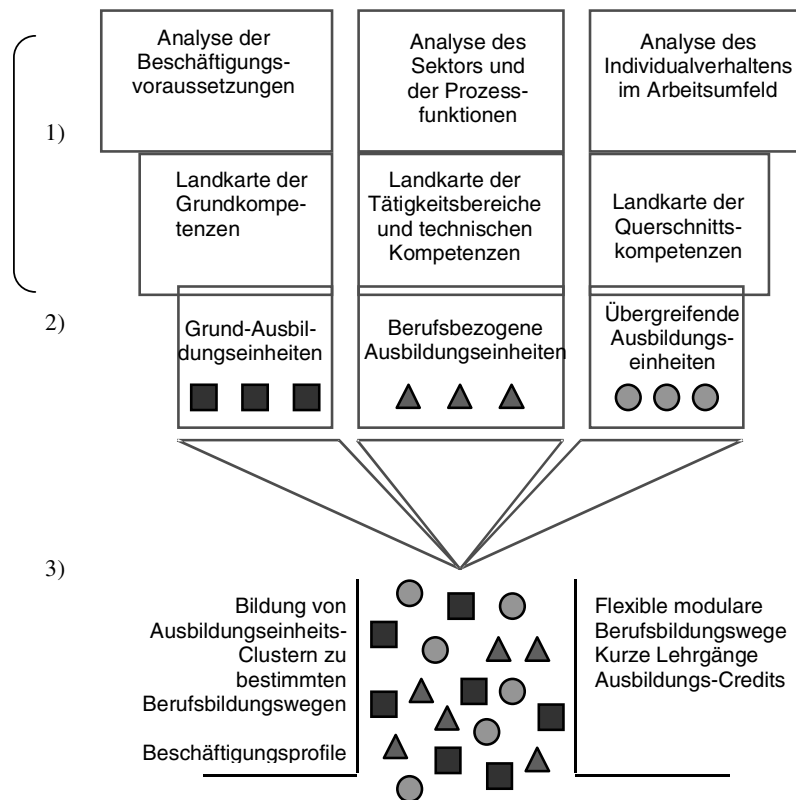 1)
Analyse der
Beschäftigungs-
voraussetzungen
Analyse des
Sektors und
der Prozess-
funktionen
Analyse des
Individualverhaltens
im Arbeitsumfeld
Landkarte der
Grundkompe-
tenzen
Landkarte der
Tätigkeitsbereiche
und technischen
Kompetenzen
Landkarte der
Querschnitts-
kompetenzen
2)
Grund-Ausbil-
dungseinheiten
Berufsbezogene
Ausbildungseinheiten
Übergreifende
Ausbildungs-
einheiten
3)
Bildung von
Ausbildungseinheits-
Clustern zu
bestimmten
Berufsbildungswegen
Beschäftigungsprofile
Flexible modulare
Berufsbildungswege
Kurze Lehrgänge
Ausbildungs-Credits